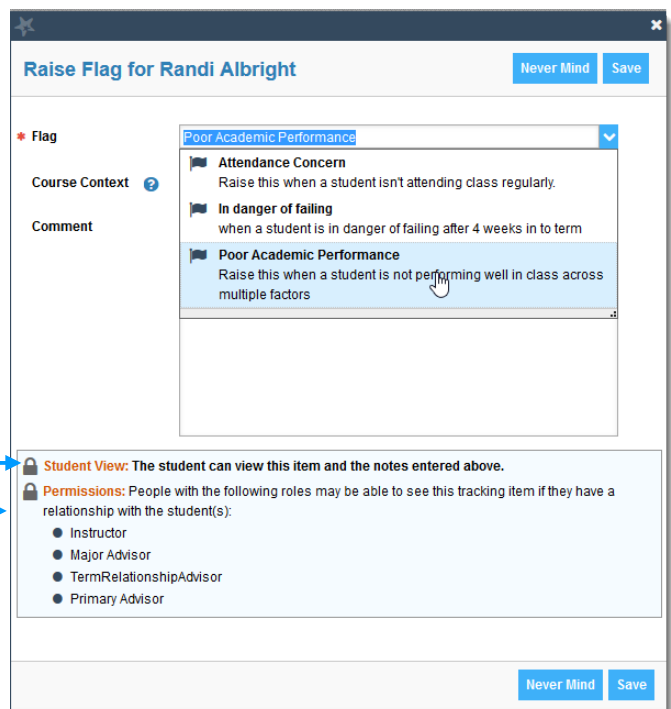 Raise Flag for Randi Albright
Never Mind
Save
* Flag
Poor Academic Performance
Attendance Concern
Raise this when a student isn't attending class regularly.
Course Context
In danger of failing
when a student is in danger of failing after 4 weeks in to term
Comment
Poor Academic Performance
Raise this when a student is not performing well in class across
multiple factors
Student View: The student can view this item and the notes entered above.
Permissions: People with the following roles may be able to see this tracking item if they have a
relationship with the student(s):
Instructor
Major Advisor
TermRelationshipAdvisor
Primary Advisor
Never Mind
Save